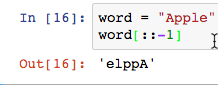 In [16]: word = "Apple"
word[::-1]
Out[16]: 'elppA'